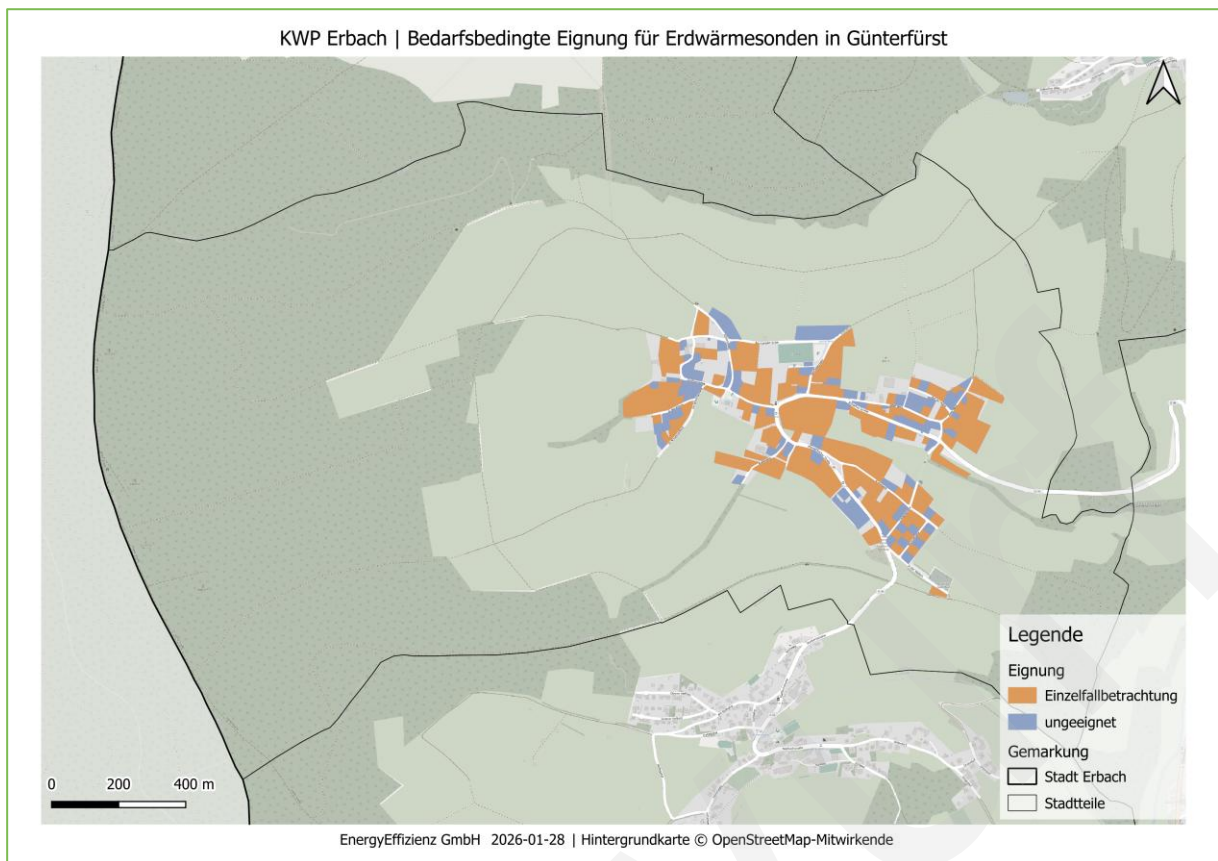 KWP Erbach | Bedarfsbedingte Eignung für Erdwärmesonden in Günterfürst
Legende
Eignung
Einzelfallbetrachtung
ungeeignet
Gemarkung
Stadt Erbach
Stadtteile
0 200 400 m
EnergyEffizienz GmbH 2026-01-28 | Hintergrundkarte © OpenStreetMap-Mitwirkende